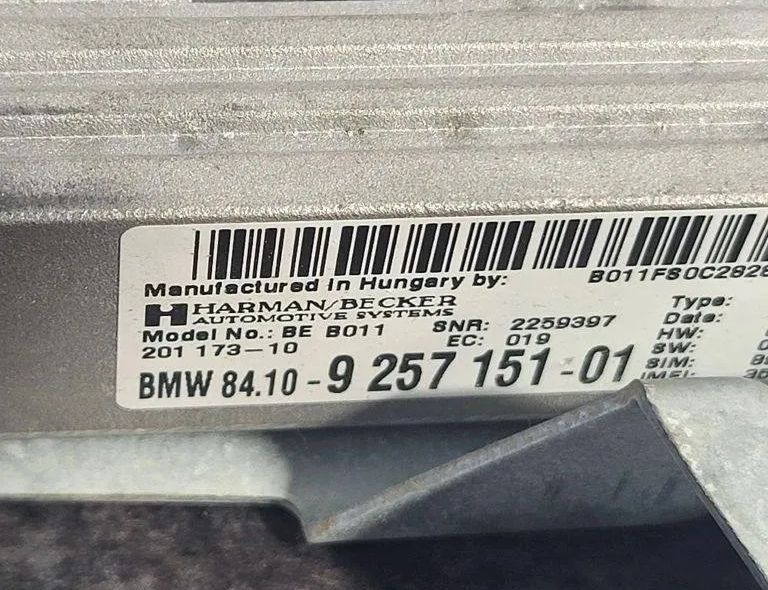 Manufactured in Hungary by:
B011FS0C2828
HARMAN/BECKER
AUTOMOTIVE SYSTEMS
Model No.: BE B011
201 173-10
SNR: 2259397
EC: 019
BMW 84.10-9 257 151-01
Type:
Date:
HW:
SW:
SIM:
IMEI: